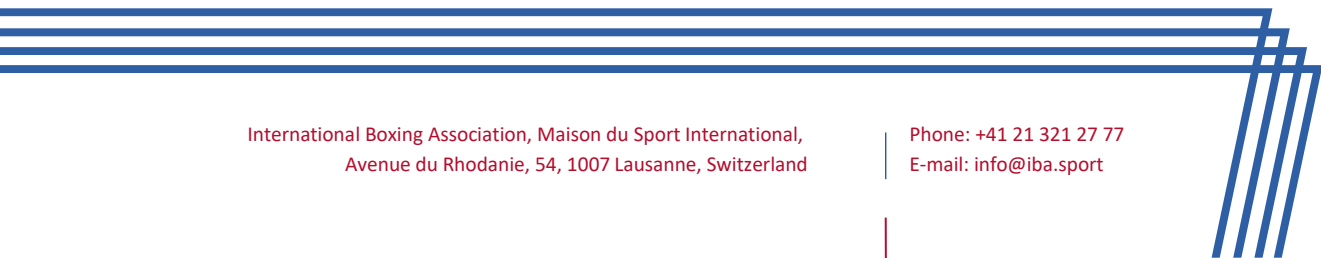 International Boxing Association, Maison du Sport International,
Avenue du Rhodanie, 54, 1007 Lausanne, Switzerland
Phone: +41 21 321 27 77
E-mail: info@iba.sport